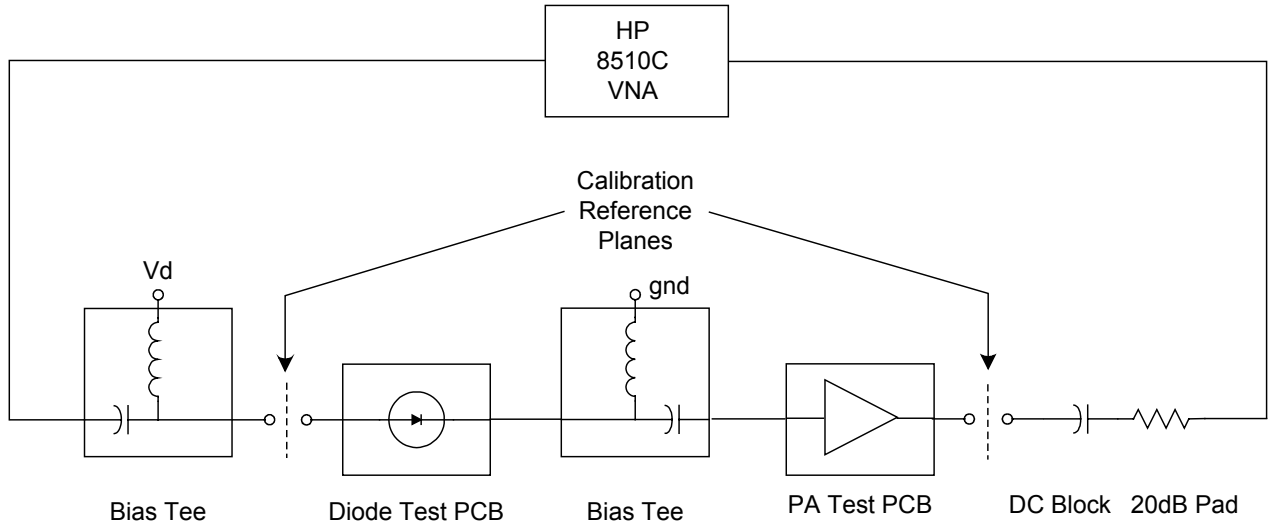 HP
8510C
VNA
Calibration
Reference
Planes
Vd
gnd
Bias Tee
Diode Test PCB
Bias Tee
PA Test PCB
DC Block
20dB Pad